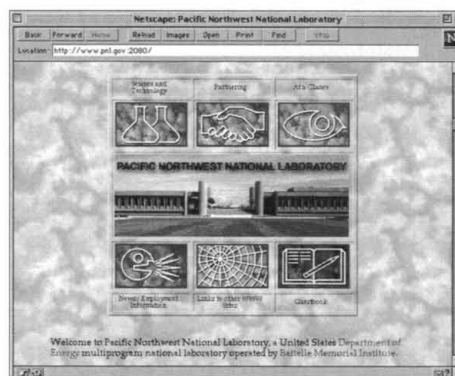 Netscape: Pacific Northwest National Laboratory
Back Forward Home Reload Images Open Print Find Stop
N
Location: http://www.pnl.gov:2080/
Science and Technology
Partnering
At a Glance
PACIFIC NORTHWEST NATIONAL LABORATORY
News, Employment Information
Links to other WWW Sites
Guestbook
Welcome to Pacific Northwest National Laboratory, a United States Department of
Energy multiprogram national laboratory operated by Battelle Memorial Institute.